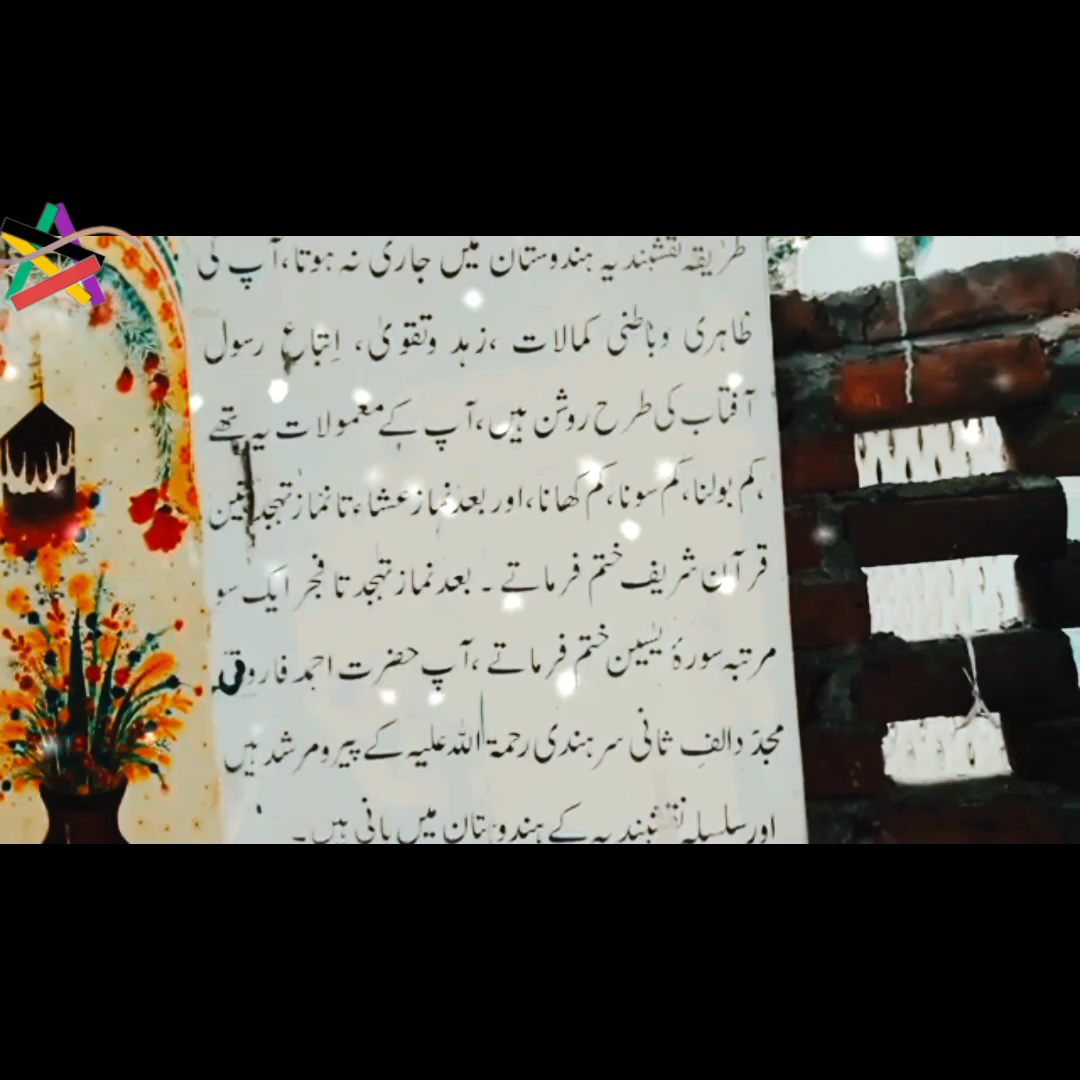 طریقہ نقشبندیہ ہندوستان میں جاری نہ ہوتا، آپ کی
ظاہری وباطنی کمالات ، زہد وتقویٰ، اِتباعِ رسول
آفتاب کی طرح روشن ہیں، آپ کے معمولات یہ تھے
،کم بولنا، کم سونا، کم کھانا، اور بعد نماز عشاء تا نماز تہجد
قرآن شریف ختم فرماتے ۔ بعد نماز تہجد تا فجر ایک سو
مرتبہ سورۂ یٰسین ختم فرماتے ، آپ حضرت احمد فاروقی
مجدّد الفِ ثانی سرہندی رحمۃ اللہ علیہ کے پیر و مرشد ہیں
اور سلسلہ نقشبندیہ کے ہندوستان میں بانی ہیں۔